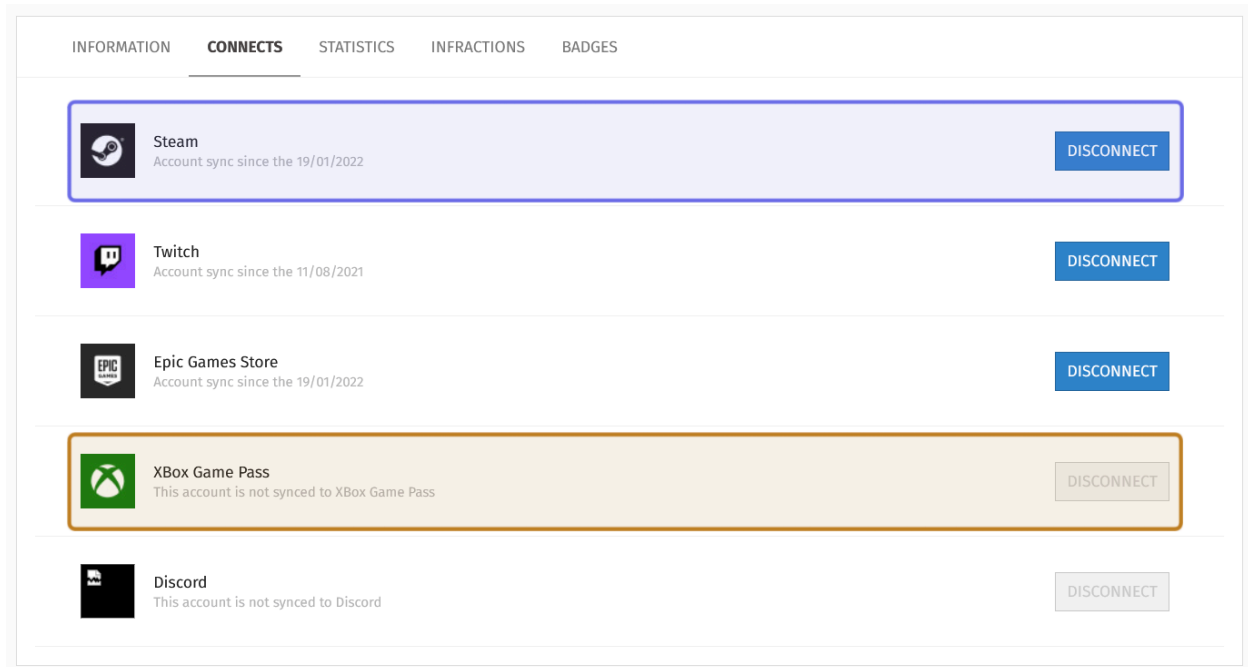 INFORMATION CONNECTS STATISTICS INFRACTIONS BADGES
Steam
Account sync since the 19/01/2022
DISCONNECT
Twitch
Account sync since the 11/08/2021
DISCONNECT
EPIC
GAMES
Epic Games Store
Account sync since the 19/01/2022
DISCONNECT
XBox Game Pass
This account is not synced to XBox Game Pass
DISCONNECT
Discord
This account is not synced to Discord
DISCONNECT